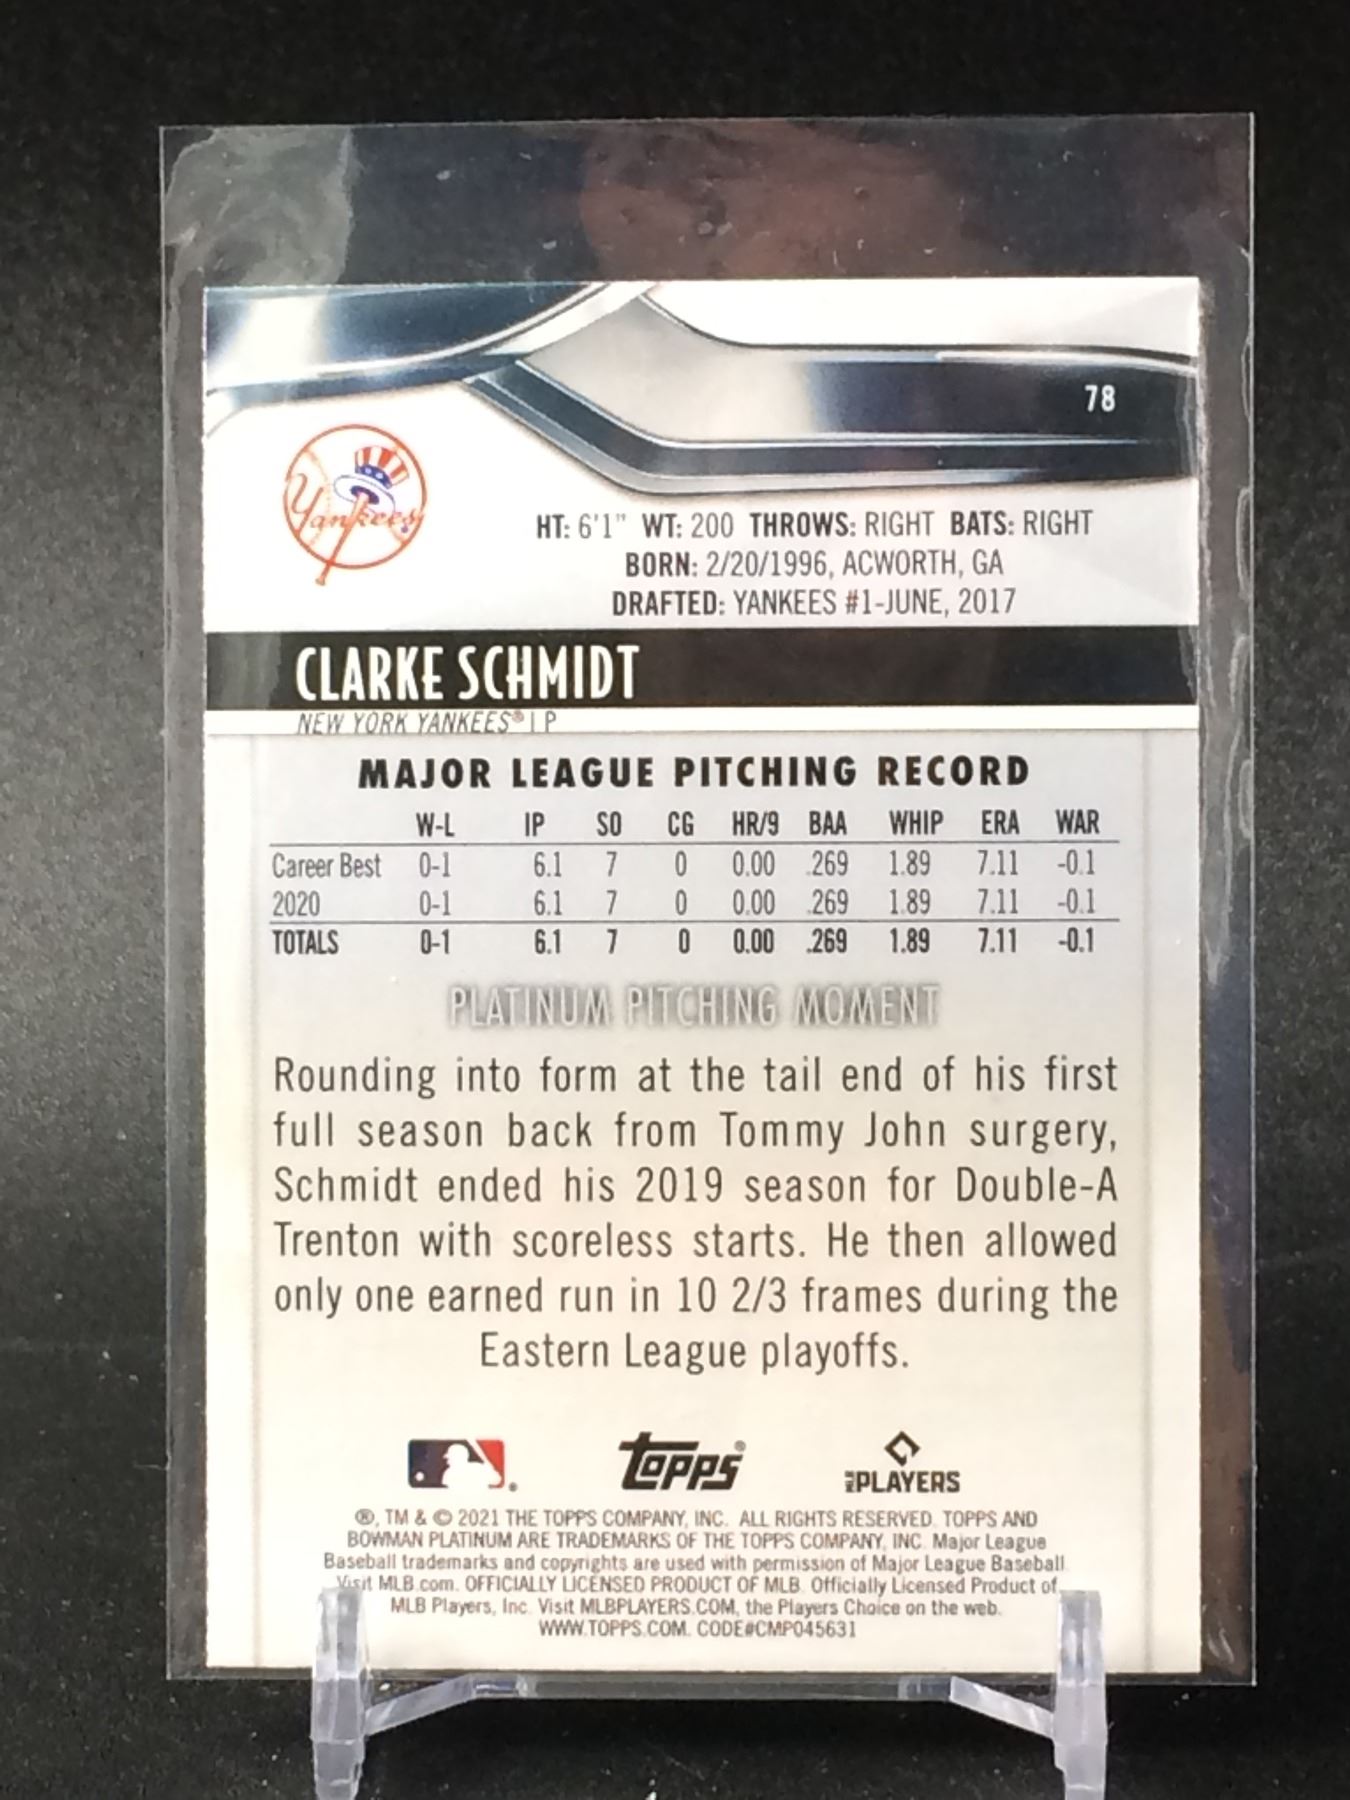 78
Yankees
HT: 6'1" WT: 200 THROWS: RIGHT BATS: RIGHT
BORN: 2/20/1996, ACWORTH, GA
DRAFTED: YANKEES #1-JUNE, 2017
CLARKE SCHMIDT
NEW YORK YANKEES® | P
MAJOR LEAGUE PITCHING RECORD
W-L IP SO CG HR/9 BAA WHIP ERA WAR
Career Best 0-1 6.1 7 0 0.00 .269 1.89 7.11 -0.1
2020 0-1 6.1 7 0 0.00 .269 1.89 7.11 -0.1
TOTALS 0-1 6.1 7 0 0.00 .269 1.89 7.11 -0.1
PLATINUM PITCHING MOMENT
Rounding into form at the tail end of his first
full season back from Tommy John surgery,
Schmidt ended his 2019 season for Double-A
Trenton with scoreless starts. He then allowed
only one earned run in 10 2/3 frames during the
Eastern League playoffs.
topps® MLB PLAYERS
®, TM & © 2021 THE TOPPS COMPANY, INC. ALL RIGHTS RESERVED. TOPPS AND
BOWMAN PLATINUM ARE TRADEMARKS OF THE TOPPS COMPANY, INC. Major League
Baseball trademarks and copyrights are used with permission of Major League Baseball.
Visit MLB.com. OFFICIALLY LICENSED PRODUCT OF MLB. Officially Licensed Product of
MLB Players, Inc. Visit MLBPLAYERS.COM, the Players Choice on the web.
WWW.TOPPS.COM. CODE#CMP045631